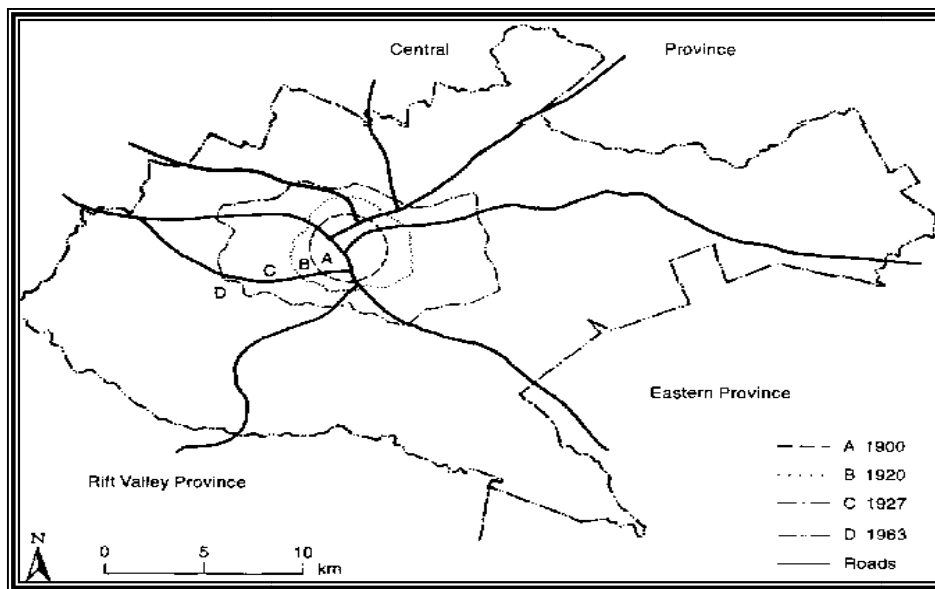 Central Province
A
B
C
D
Eastern Province
Rift Valley Province
A 1900
B 1920
C 1927
D 1963
Roads
N
0 5 10
km